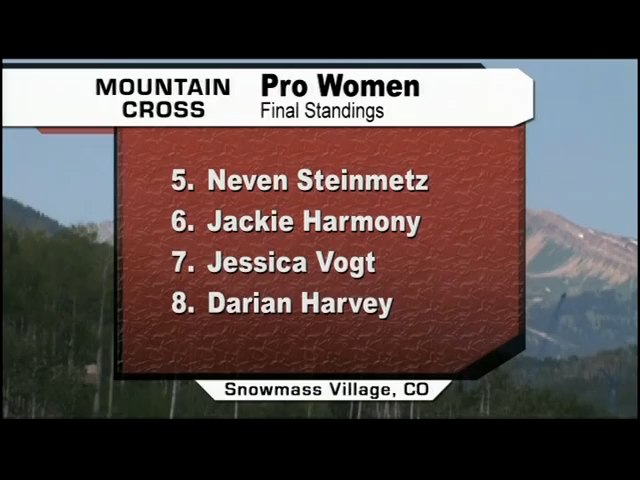 MOUNTAIN CROSS
Pro Women
Final Standings
5. Neven Steinmetz
6. Jackie Harmony
7. Jessica Vogt
8. Darian Harvey
Snowmass Village, CO